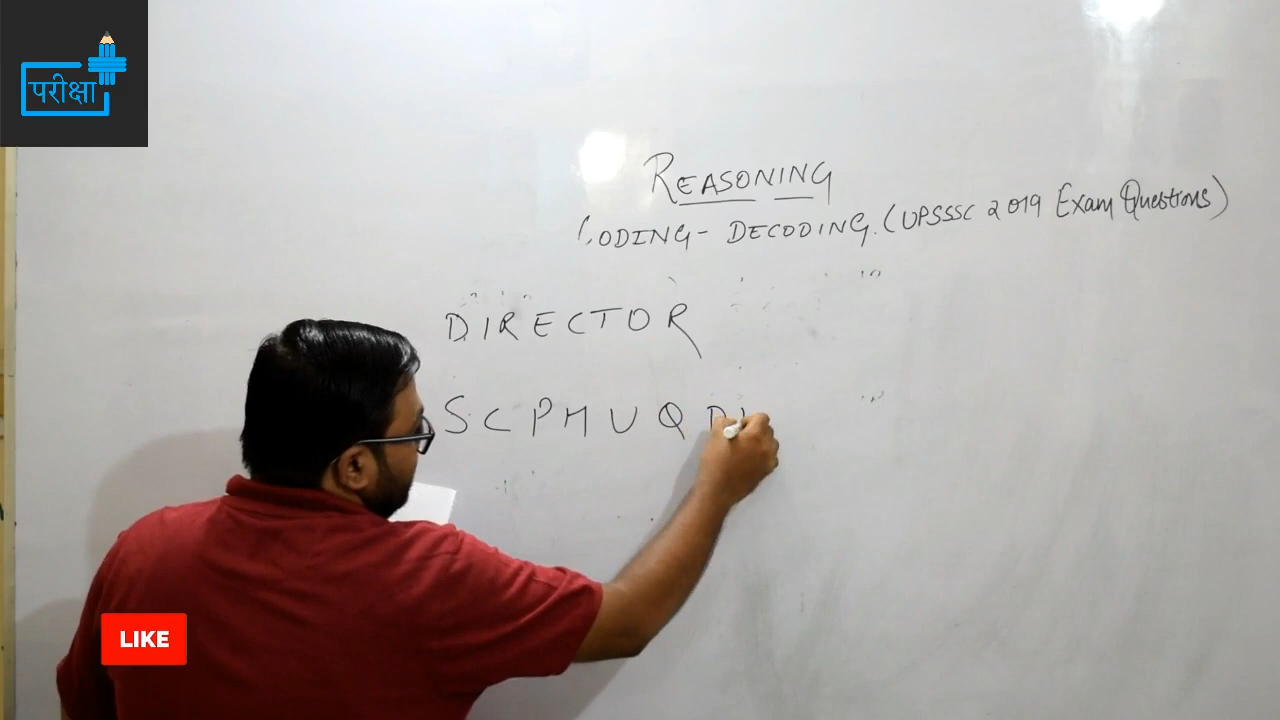 परीक्षा
REASONING
CODING - DECODING. (UPSSSC 2019 Exam Questions)
DIRECTOR
SCPMUQ
LIKE